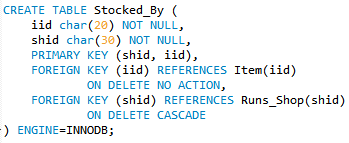 CREATE TABLE Stocked_By (
iid char(20) NOT NULL,
shid char(30) NOT NULL,
PRIMARY KEY (shid, iid),
FOREIGN KEY (iid) REFERENCES Item(iid)
ON DELETE NO ACTION,
FOREIGN KEY (shid) REFERENCES Runs_Shop(shid)
ON DELETE CASCADE
) ENGINE=INNODB;